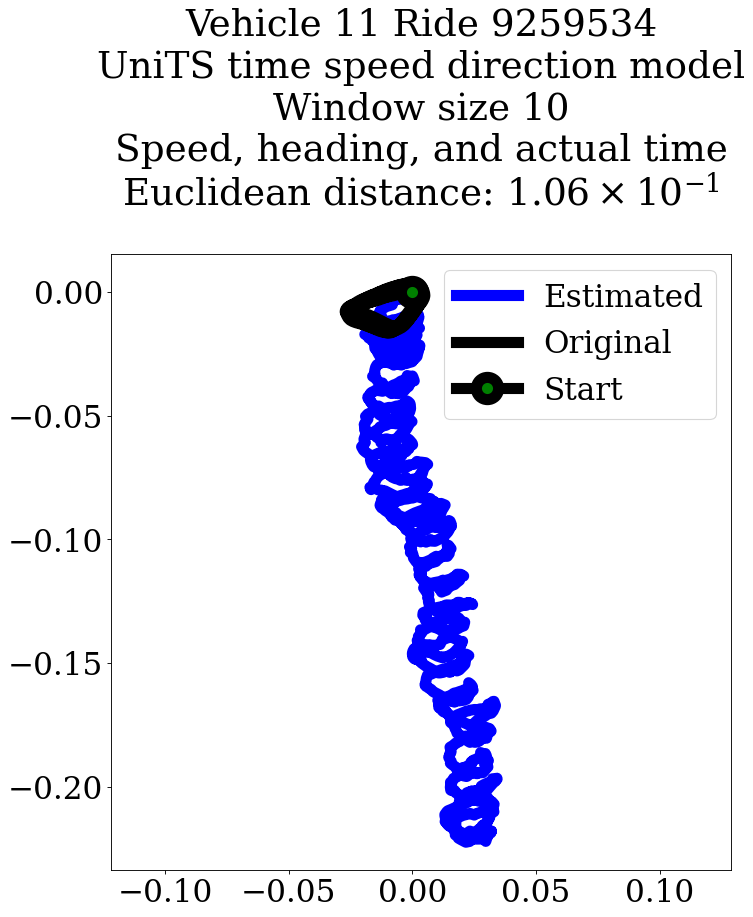 Vehicle 11 Ride 9259534
UniTS time speed direction model
Window size 10
Speed, heading, and actual time
Euclidean distance: 1.06 × 10⁻¹
Estimated
Original
Start
0.00
−0.05
−0.10
−0.15
−0.20
−0.10 −0.05 0.00 0.05 0.10